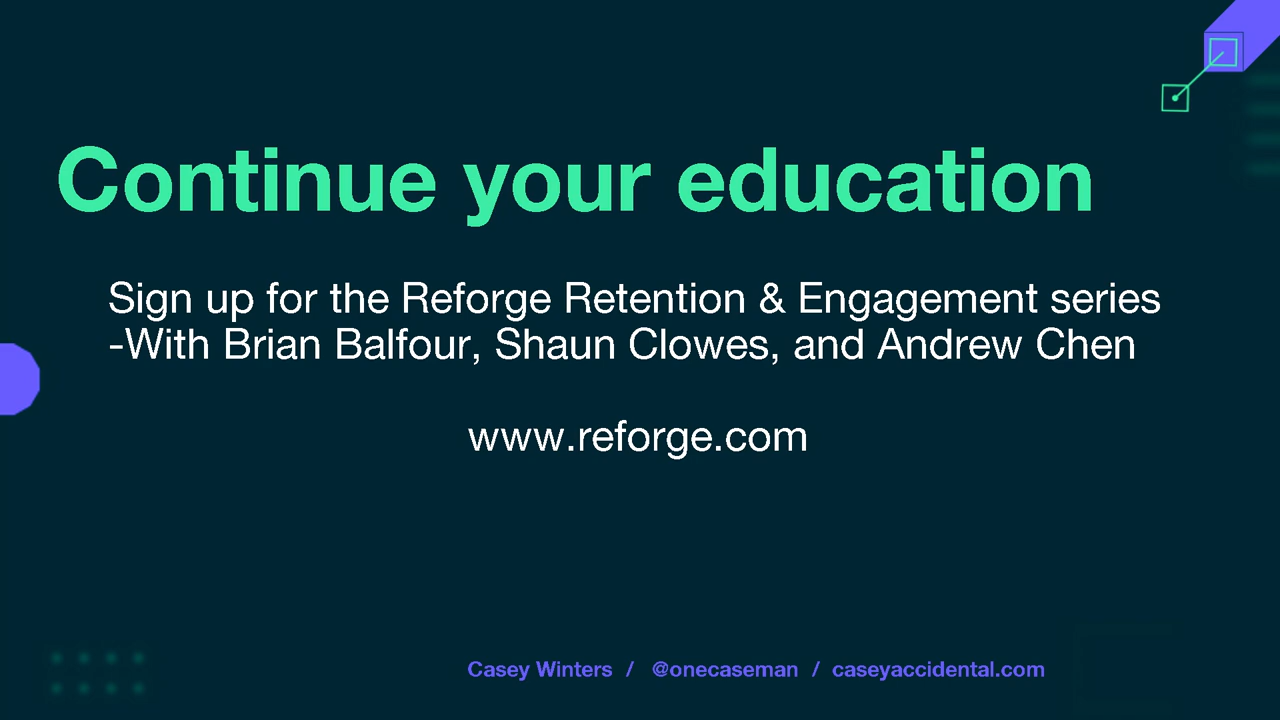 Continue your education
Sign up for the Reforge Retention & Engagement series
-With Brian Balfour, Shaun Clowes, and Andrew Chen
www.reforge.com
Casey Winters / @onecaseman / caseyaccidental.com